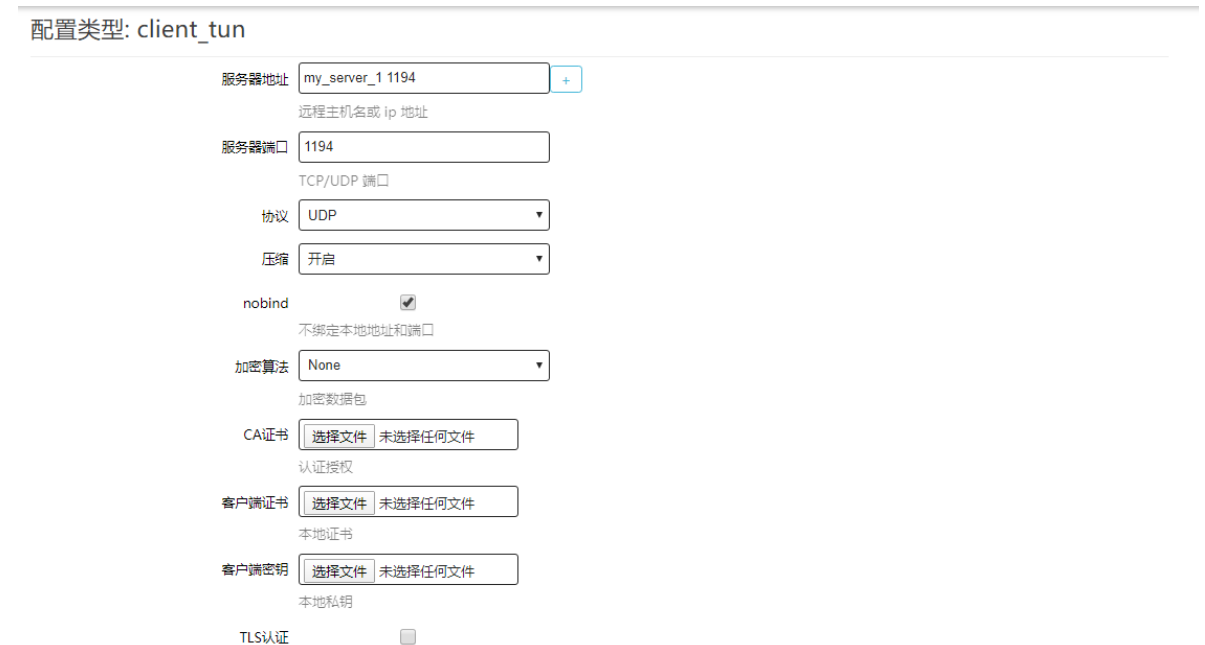 配置类型: client_tun
服务器地址 my_server_1 1194 +
远程主机名或 ip 地址
服务器端口 1194
TCP/UDP 端口
协议 UDP
压缩 开启
nobind
不绑定本地地址和端口
加密算法 None
加密数据包
CA证书 选择文件 未选择任何文件
认证授权
客户端证书 选择文件 未选择任何文件
本地证书
客户端密钥 选择文件 未选择任何文件
本地私钥
TLS认证